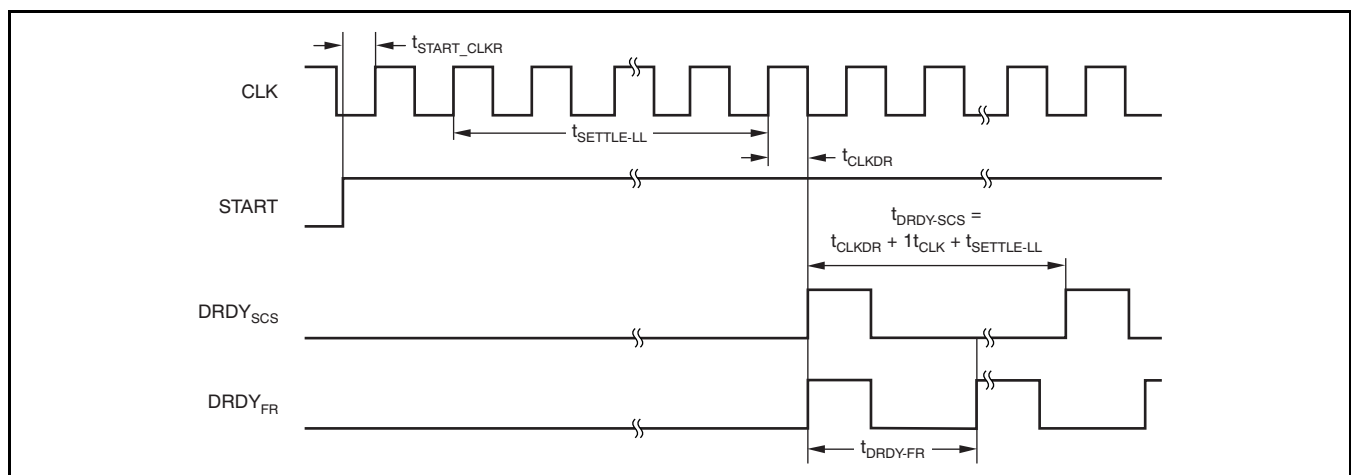 tSTART_CLKR
CLK
tSETTLE-LL
tCLKDR
START
tDRDY-SCS =
tCLKDR + 1tCLK + tSETTLE-LL
DRDYSCS
DRDYFR
tDRDY-FR